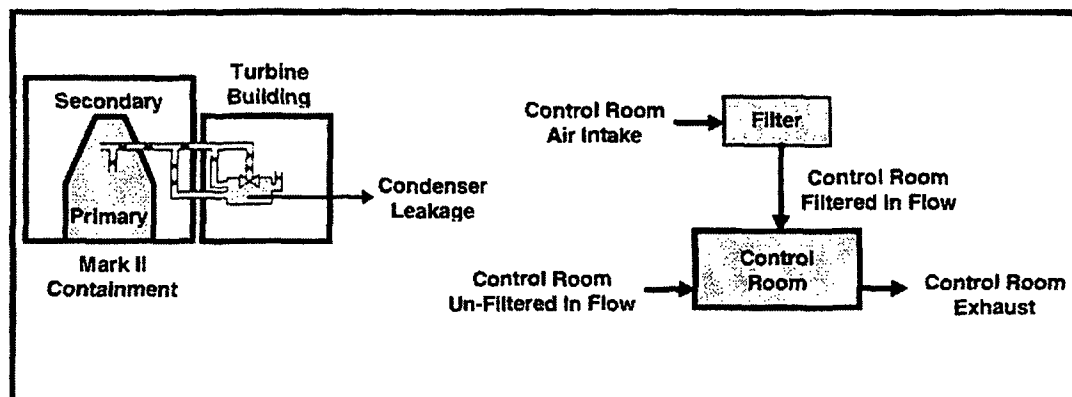 Turbine
Building
Secondary
Primary
Mark II
Containment
Condenser
Leakage
Control Room
Air Intake
Filter
Control Room
Filtered In Flow
Control
Room
Control Room
Un-Filtered In Flow
Control Room
Exhaust